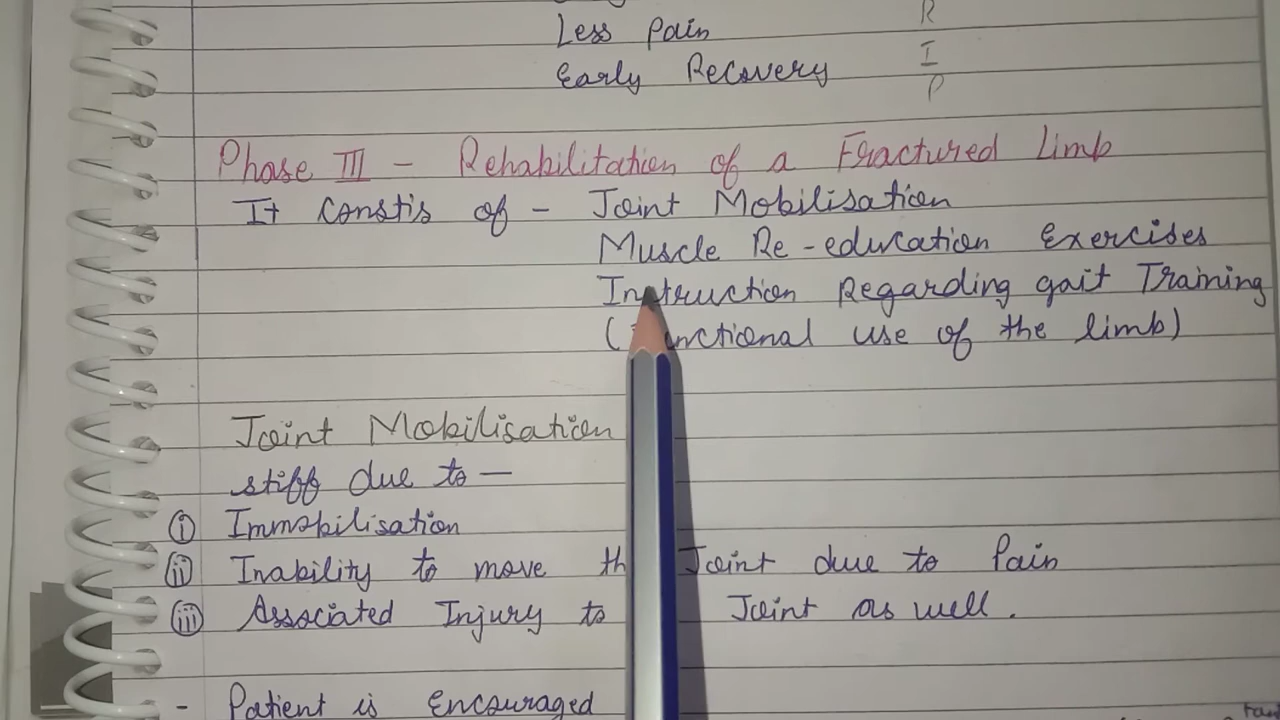 Less Pain R
Early Recovery I
P
Phase III - Rehabilitation of a Fractured Limb
It Constis of - Joint Mobilisation
Muscle Re-education Exercises
Instruction Regarding gait Training
(Functional use of the limb)
Joint Mobilisation
stiff due to —
(i) Immobilisation
(ii) Inability to move Joint due to Pain
(iii) Associated Injury to Joint as well.
- Patient is Encouraged